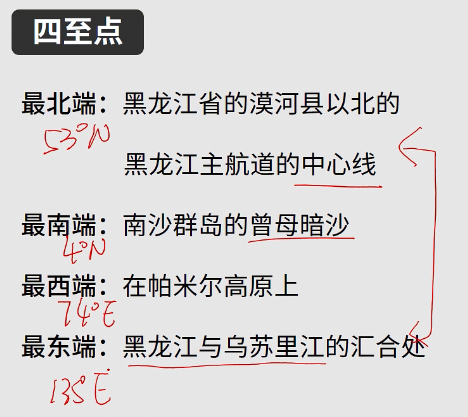 四至点
最北端：黑龙江省的漠河县以北的
53°N
黑龙江主航道的中心线
最南端：南沙群岛的曾母暗沙
4°N
最西端：在帕米尔高原上
74°E
最东端：黑龙江与乌苏里江的汇合处
135°E